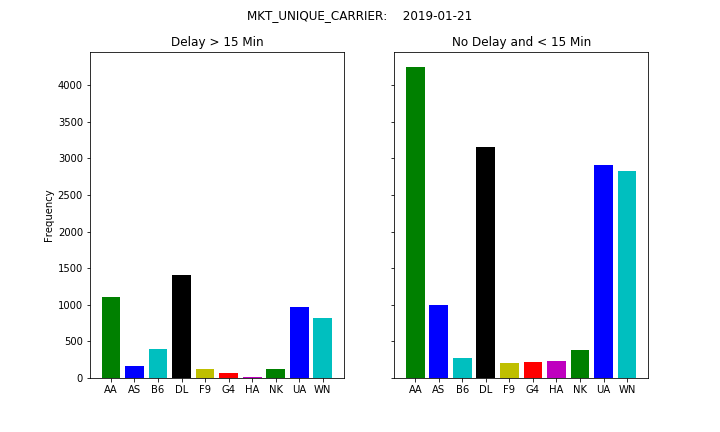 MKT_UNIQUE_CARRIER:    2019-01-21
Delay > 15 Min
No Delay and < 15 Min
Frequency
4000
3500
3000
2500
2000
1500
1000
500
0
AA AS B6 DL F9 G4 HA NK UA WN
AA AS B6 DL F9 G4 HA NK UA WN